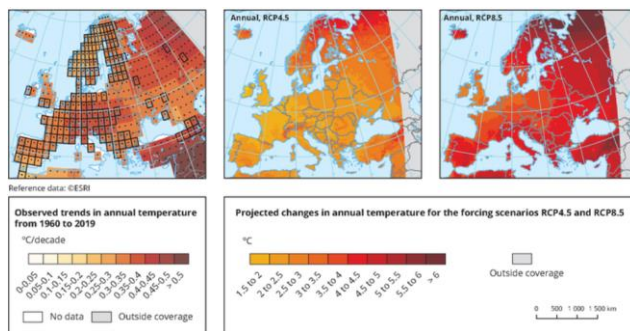 Annual, RCP4.5
Annual, RCP8.5
Reference data: ©ESRI
Observed trends in annual temperature
from 1960 to 2019
°C/decade
0-0.05
0.05-0.1
0.1-0.15
0.15-0.2
0.2-0.25
0.25-0.3
0.3-0.35
0.35-0.4
0.4-0.45
0.45-0.5
> 0.5
No data
Outside coverage
Projected changes in annual temperature for the forcing scenarios RCP4.5 and RCP8.5
°C
1.5 to 2
2 to 2.5
2.5 to 3
3 to 3.5
3.5 to 4
4 to 4.5
4.5 to 5
5 to 5.5
5.5 to 6
> 6
Outside coverage
0 500 1 000 1 500 km